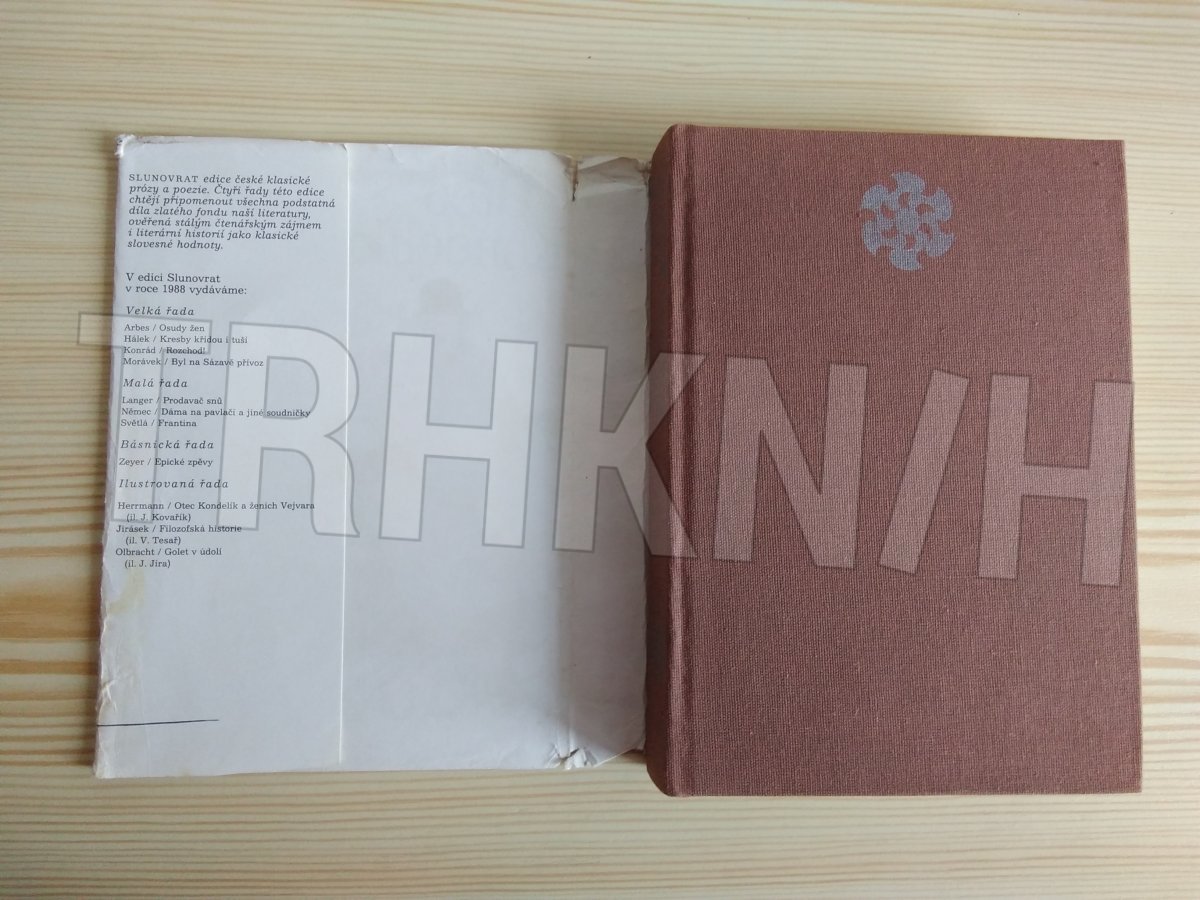 SLUNOVRAT edice české klasické
prózy a poezie. Čtyři řady této edice
chtějí připomenout všechna podstatná
díla zlatého fondu naší literatury,
ověřená stálým čtenářským zájmem
i literární historií jako klasické
slovesné hodnoty.
V edici Slunovrat
v roce 1988 vydáváme:
Velká řada
Arbes / Osudy žen
Hálek / Kresby křídou i tuší
Konrád / Rozchod!
Morávek / Byl na Sázavě přívoz
Malá řada
Langer / Prodavač snů
Němec / Dáma na pavlači a jiné soudničky
Světlá / Frantina
Básnická řada
Zeyer / Epické zpěvy
Ilustrovaná řada
Herrmann / Otec Kondelík a ženich Vejvara
(il. J. Kovařík)
Jirásek / Filozofská historie
(il. V. Tesař)
Olbracht / Golet v údolí
(il. J. Jíra)
TRHKN/H